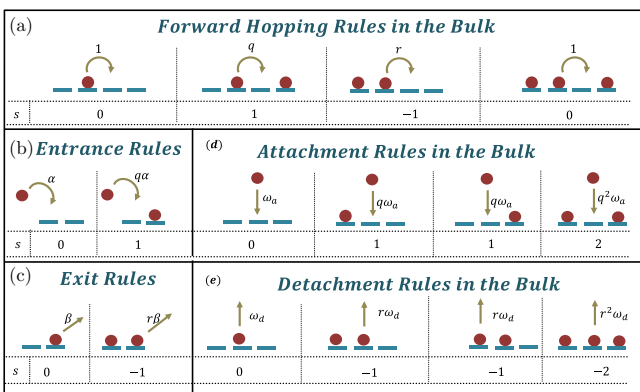 (a) Forward Hopping Rules in the Bulk
1 q r 1
s 0 1 −1 0
(b) Entrance Rules
α qα
s 0 1
(d) Attachment Rules in the Bulk
ω_a qω_a qω_a q²ω_a
0 1 1 2
(c) Exit Rules
β rβ
s 0 −1
(e) Detachment Rules in the Bulk
ω_d rω_d rω_d r²ω_d
0 −1 −1 −2